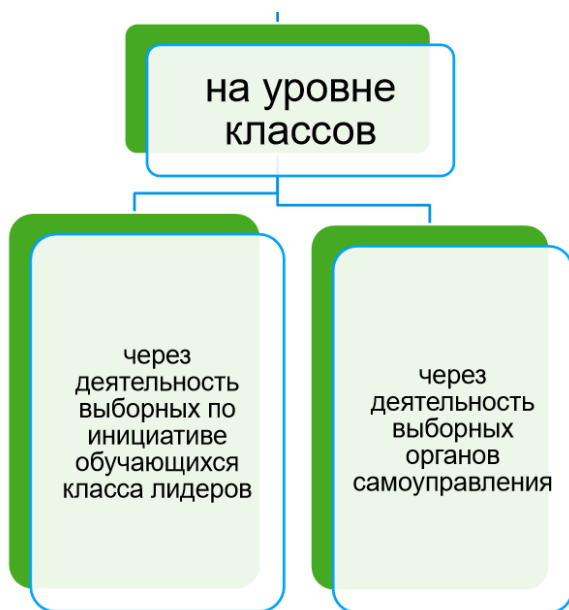 на уровне
классов
через
деятельность
выборных по
инициативе
обучающихся
класса лидеров
через
деятельность
выборных
органов
самоуправления